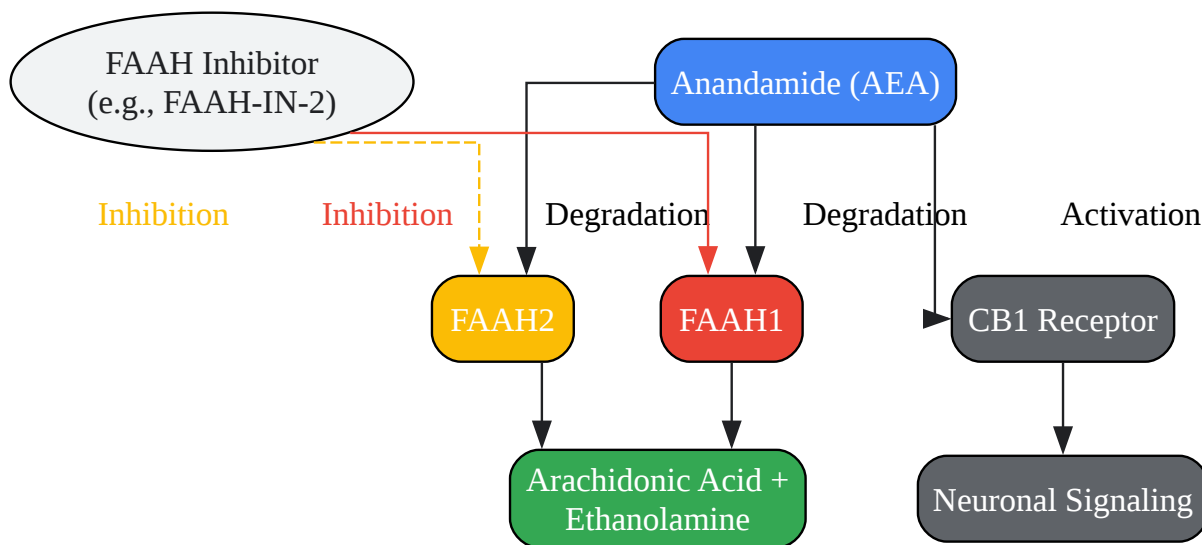 FAAH Inhibitor
(e.g., FAAH-IN-2)
Anandamide (AEA)
Inhibition
Inhibition
Degradation
Degradation
Activation
FAAH2
FAAH1
CB1 Receptor
Arachidonic Acid +
Ethanolamine
Neuronal Signaling